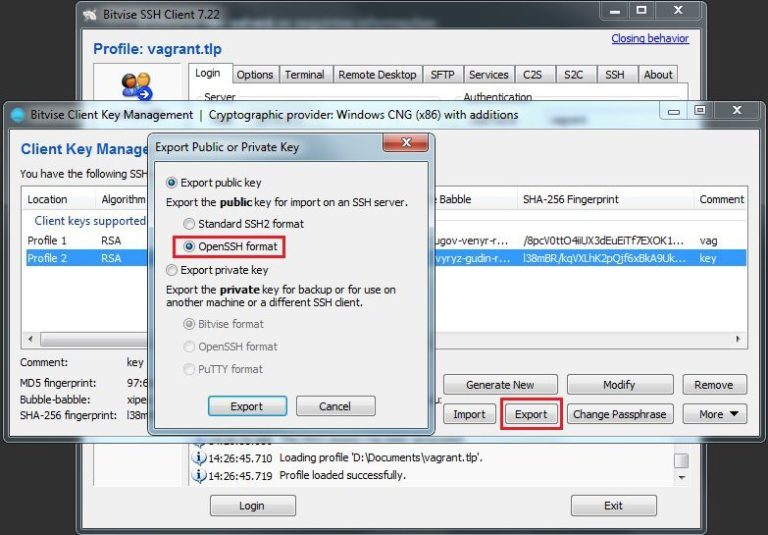 Bitvise SSH Client 7.22
Closing behavior
Profile: vagrant.tlp
Login Options Terminal Remote Desktop SFTP Services C2S S2C SSH About
Server Authentication
Bitvise Client Key Management | Cryptographic provider: Windows CNG (x86) with additions
Client Key Manage
You have the following SSH
Location Algorithm Babble SHA-256 Fingerprint Comment
Client keys supported
Profile 1 RSA ugov-venyr-r... /8pcV0ttO4iiUX3dEuEiTf7EXOK1... vag
Profile 2 RSA vyryz-gudin-r... l38mBR/kqVXLhK2pQjf6xBkA9Uk... key
Export Public or Private Key
Export public key
Export the public key for import on an SSH server.
Standard SSH2 format
OpenSSH format
Export private key
Export the private key for backup or for use on
another machine or a different SSH client.
Bitvise format
OpenSSH format
PuTTY format
Export Cancel
Comment: key
MD5 fingerprint: 97:6
Bubble-babble: xipe
SHA-256 fingerprint: l38m
Generate New Modify Remove
Import Export Change Passphrase More
14:26:45.710 Loading profile 'D:\Documents\vagrant.tlp'.
14:26:45.719 Profile loaded successfully.
Login Exit